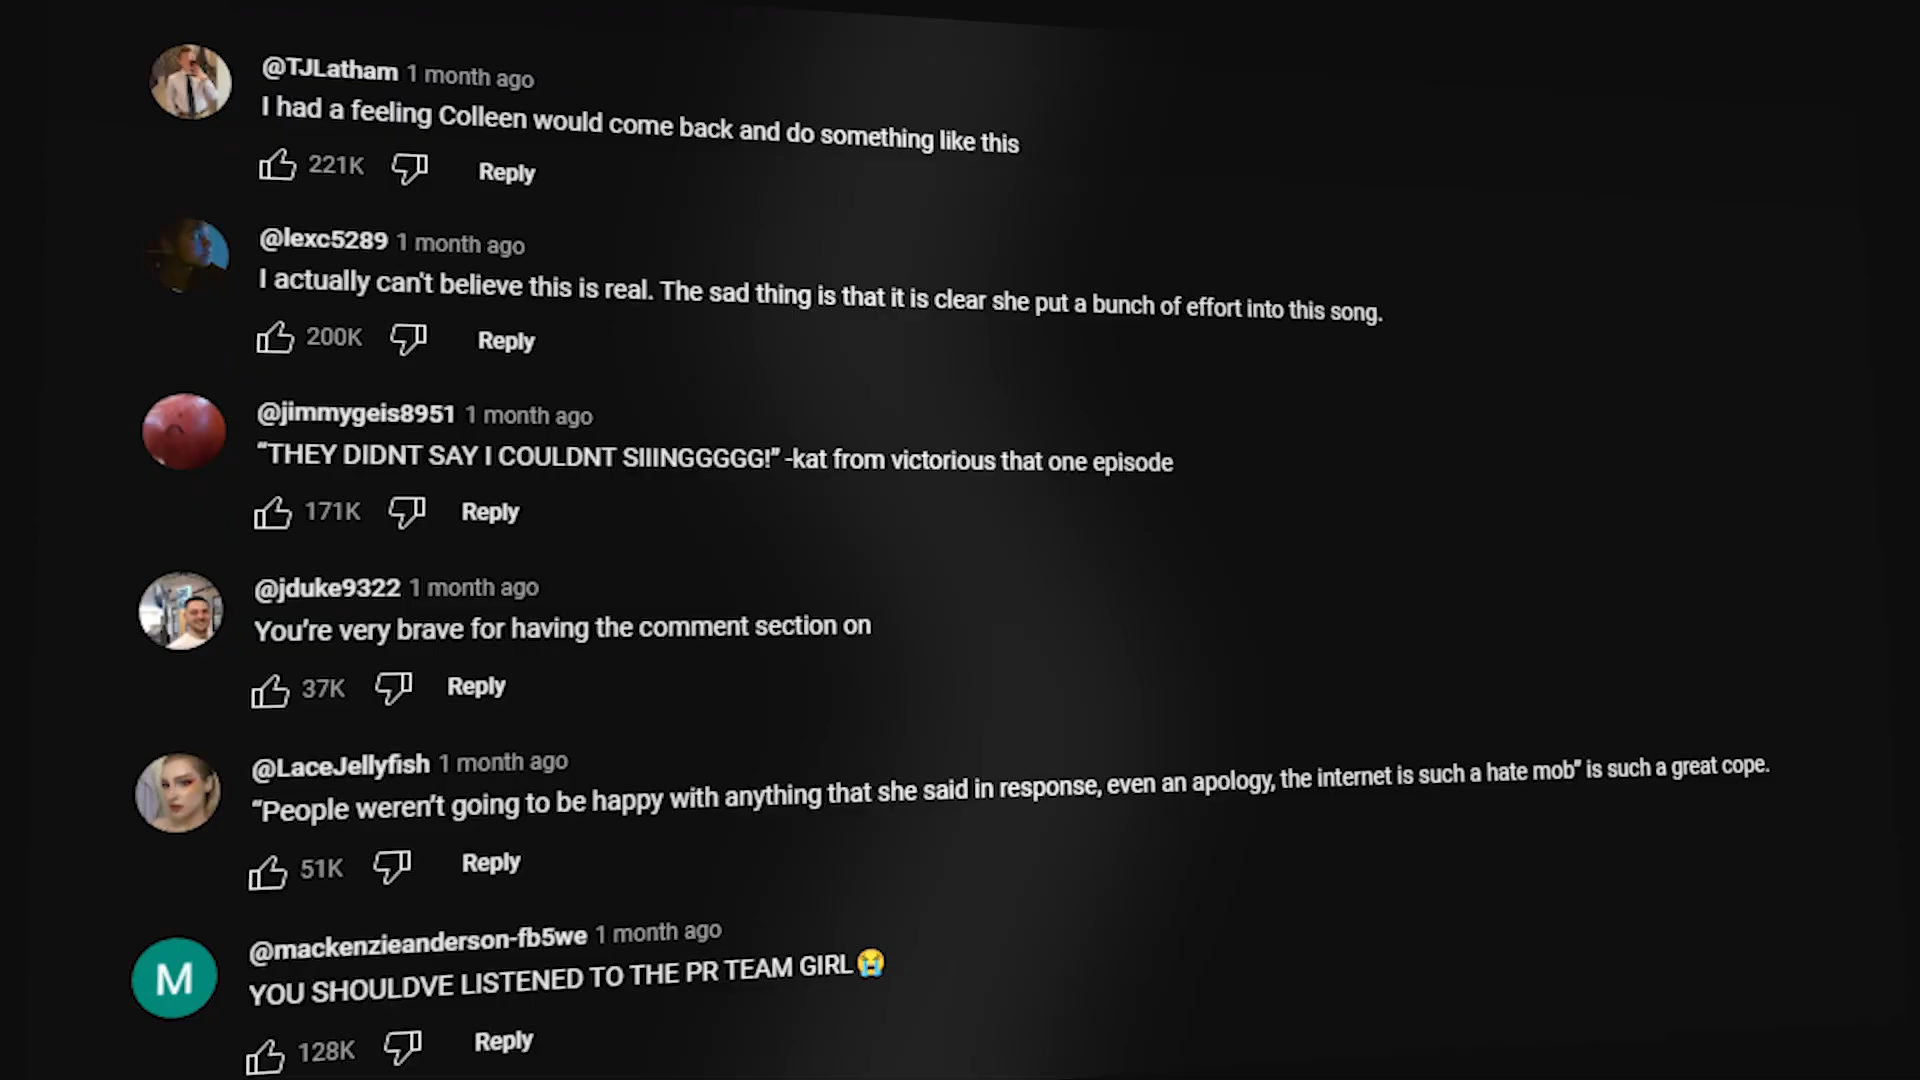 @TJLatham 1 month ago
I had a feeling Colleen would come back and do something like this
221K Reply
@lexc5289 1 month ago
I actually can't believe this is real. The sad thing is that it is clear she put a bunch of effort into this song.
200K Reply
@jimmygeis8951 1 month ago
“THEY DIDNT SAY I COULDNT SIIINGGGGG!” -kat from victorious that one episode
171K Reply
@jduke9322 1 month ago
You're very brave for having the comment section on
37K Reply
@LaceJellyfish 1 month ago
“People weren't going to be happy with anything that she said in response, even an apology, the internet is such a hate mob” is such a great cope.
51K Reply
M
@mackenzieanderson-fb5we 1 month ago
YOU SHOULDVE LISTENED TO THE PR TEAM GIRL😭
128K Reply